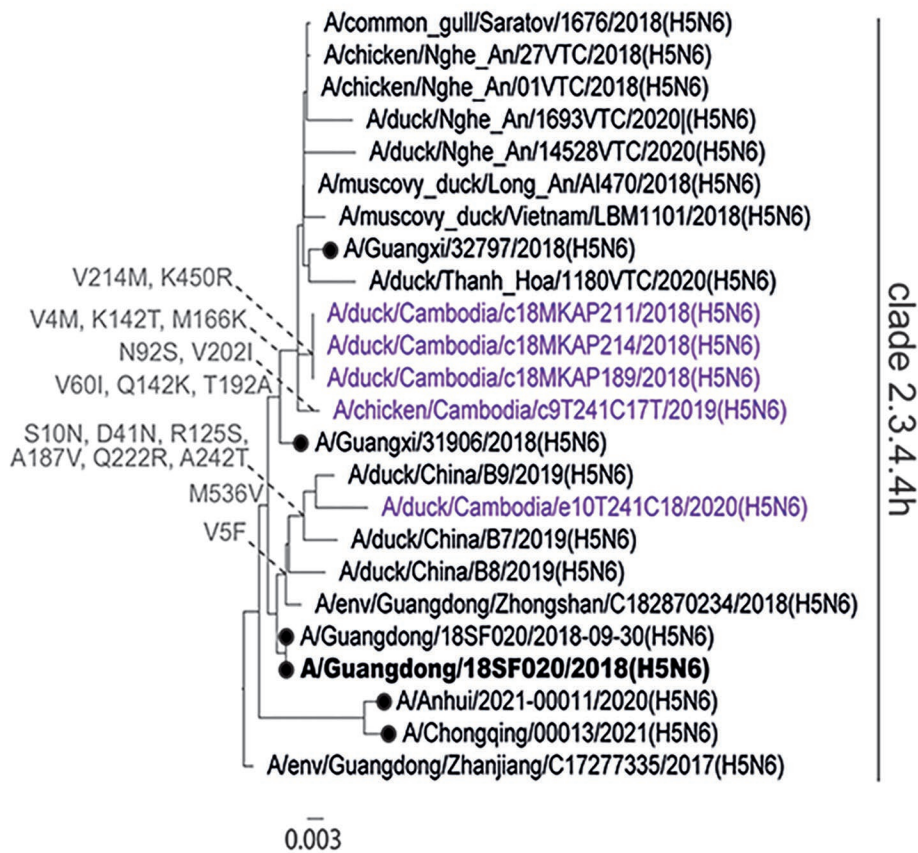 A/common_gull/Saratov/1676/2018(H5N6)
A/chicken/Nghe_An/27VTC/2018(H5N6)
A/chicken/Nghe_An/01VTC/2018(H5N6)
A/duck/Nghe_An/1693VTC/2020|(H5N6)
A/duck/Nghe_An/14528VTC/2020(H5N6)
A/muscovy_duck/Long_An/AI470/2018(H5N6)
A/muscovy_duck/Vietnam/LBM1101/2018(H5N6)
A/Guangxi/32797/2018(H5N6)
A/duck/Thanh_Hoa/1180VTC/2020(H5N6)
V214M, K450R
A/duck/Cambodia/c18MKAP211/2018(H5N6)
V4M, K142T, M166K
A/duck/Cambodia/c18MKAP214/2018(H5N6)
N92S, V202I
A/duck/Cambodia/c18MKAP189/2018(H5N6)
V60I, Q142K, T192A
A/chicken/Cambodia/c9T241C17T/2019(H5N6)
S10N, D41N, R125S,
A187V, Q222R, A242T
A/Guangxi/31906/2018(H5N6)
A/duck/China/B9/2019(H5N6)
M536V
A/duck/Cambodia/e10T241C18/2020(H5N6)
V5F
A/duck/China/B7/2019(H5N6)
A/duck/China/B8/2019(H5N6)
A/env/Guangdong/Zhongshan/C182870234/2018(H5N6)
A/Guangdong/18SF020/2018-09-30(H5N6)
A/Guangdong/18SF020/2018(H5N6)
A/Anhui/2021-00011/2020(H5N6)
A/Chongqing/00013/2021(H5N6)
A/env/Guangdong/Zhanjiang/C17277335/2017(H5N6)
clade 2.3.4.4h
0.003